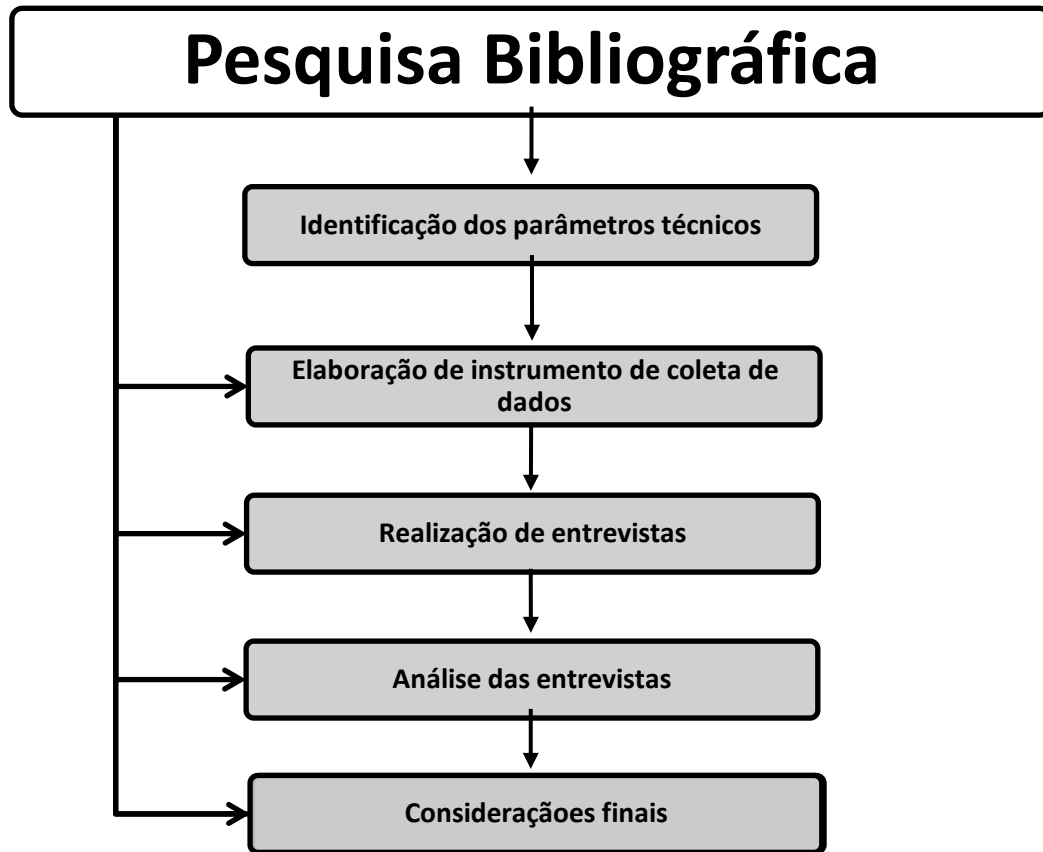 Pesquisa Bibliográfica
Identificação dos parâmetros técnicos
Elaboração de instrumento de coleta de
dados
Realização de entrevistas
Análise das entrevistas
Consideraçãoes finais